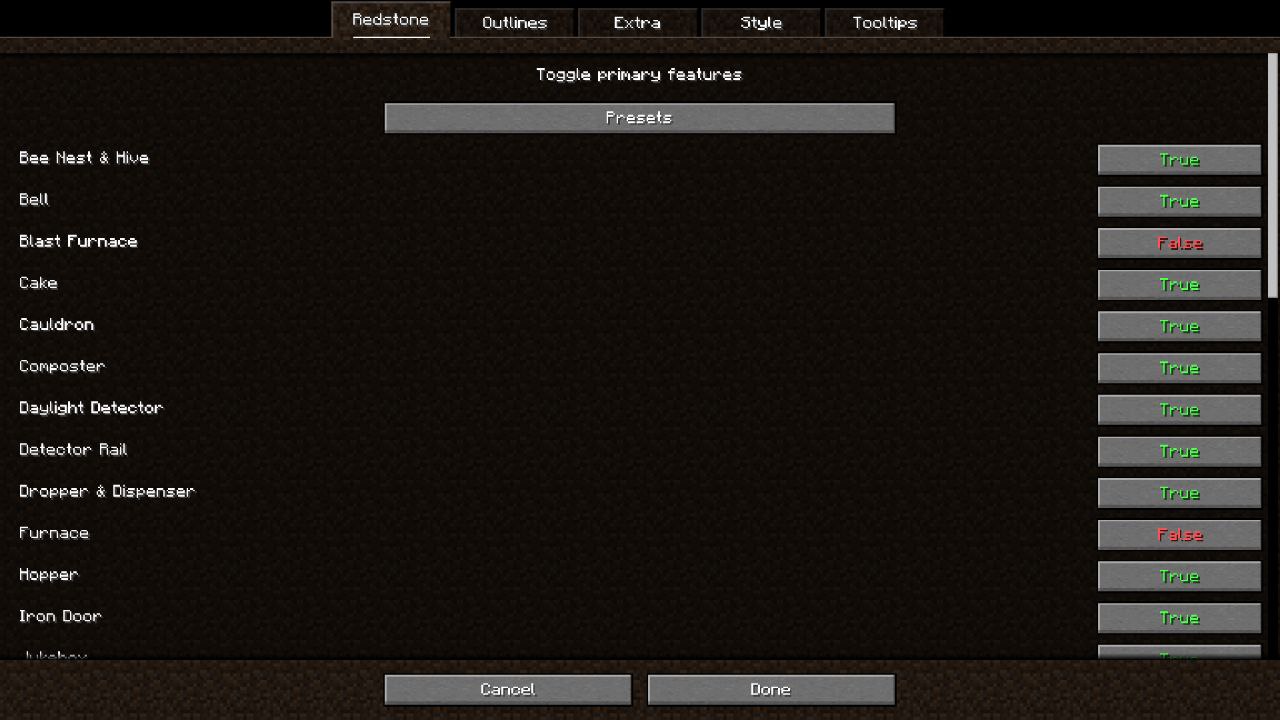 Redstone Outlines Extra Style Tooltips
Toggle primary features
Presets
Bee Nest & Hive True
Bell True
Blast Furnace False
Cake True
Cauldron True
Composter True
Daylight Detector True
Detector Rail True
Dropper & Dispenser True
Furnace False
Hopper True
Iron Door True
Jukebox True
Cancel Done